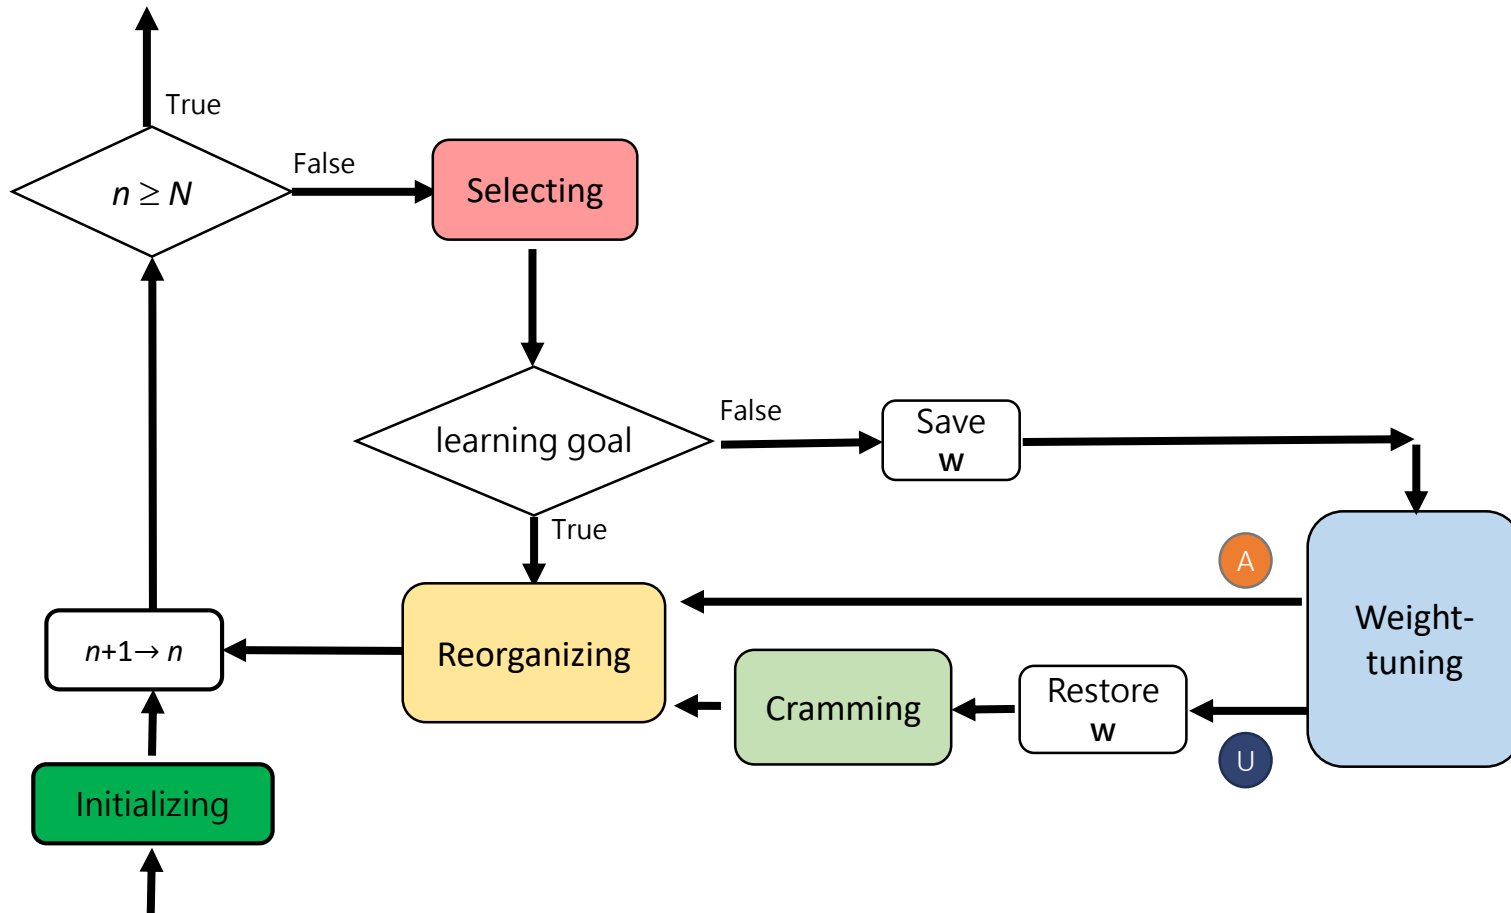 True
n ≥ N
False
Selecting
learning goal
False
Save
w
True
A
Weight-
tuning
n+1→ n
Reorganizing
Cramming
Restore
w
U
Initializing